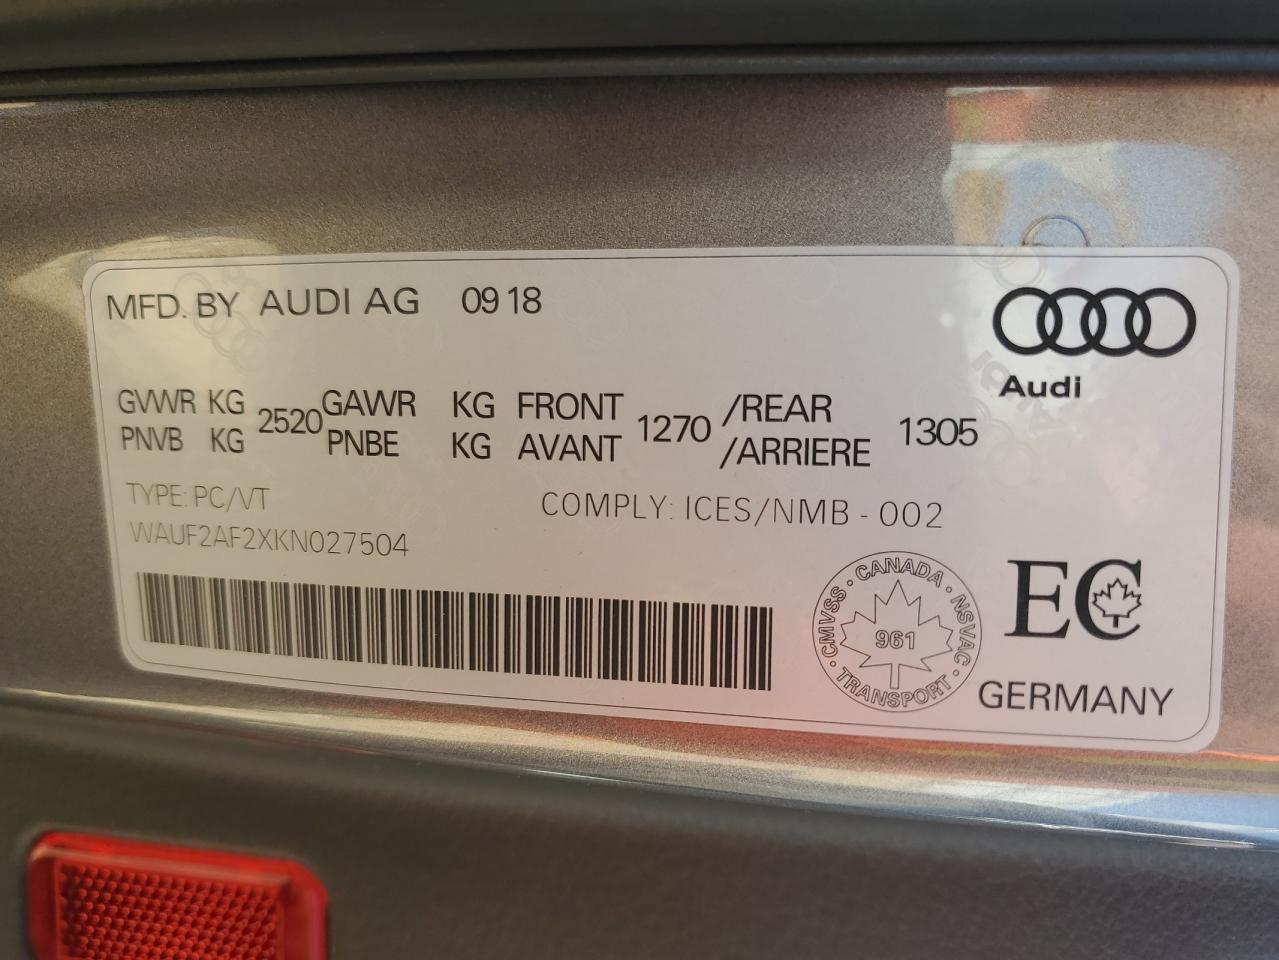 MFD. BY AUDI AG 09 18
Audi
GVWR KG 2520 GAWR KG FRONT 1270 /REAR 1305
PNVB KG PNBE KG AVANT /ARRIERE
TYPE: PC/VT COMPLY: ICES/NMB - 002
WAUF2AF2XKN027504
CMVSS · CANADA · NSVAC · TRANSPORT ·
961
EC
GERMANY